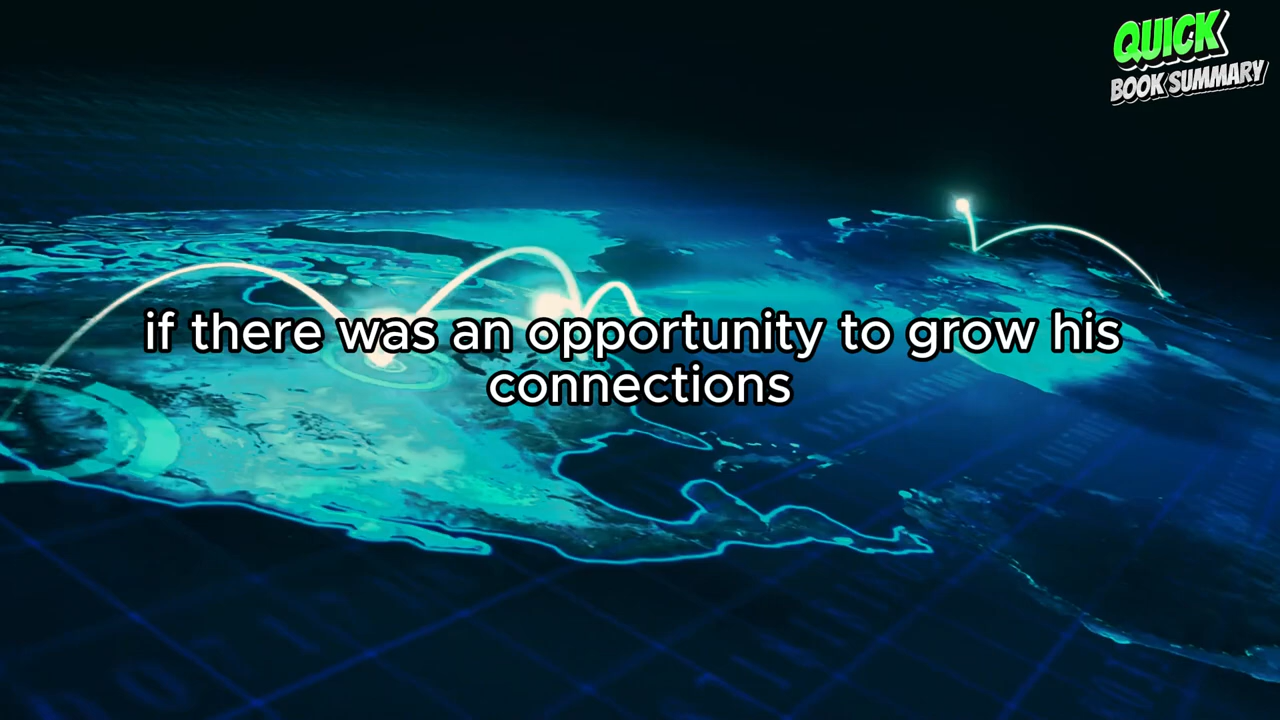 QUICK
BOOK SUMMARY
if there was an opportunity to grow his
connections